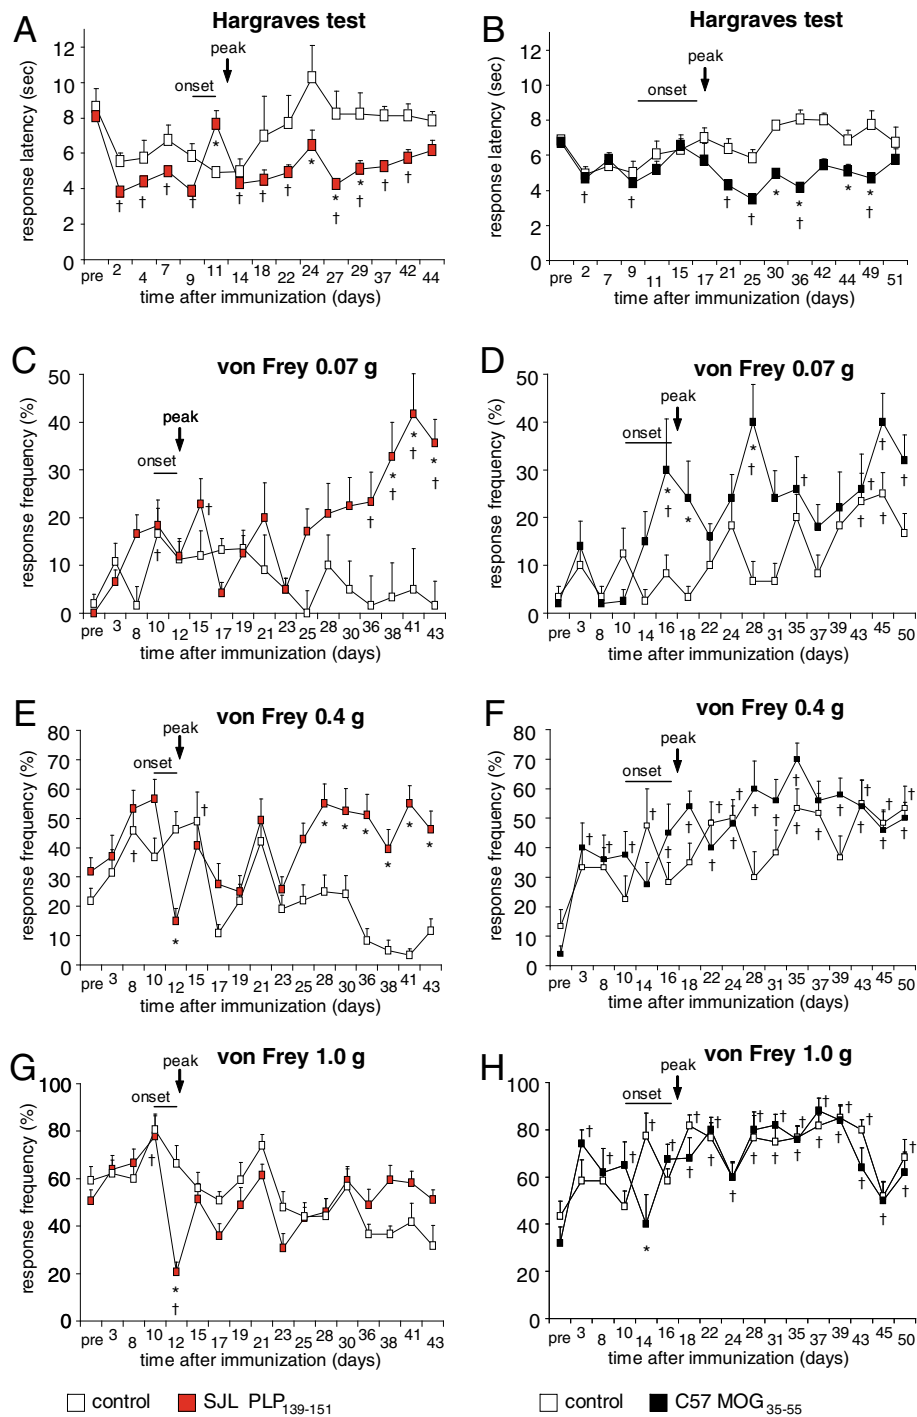 A
Hargraves test
response latency (sec)
12
10
8
6
4
2
0
onset
peak
*
*
*
*
† † † † † † † † † † †
pre 2 4 7 9 11 14 18 22 24 27 29 37 42 44
time after immunization (days)
B
Hargraves test
response latency (sec)
12
10
8
6
4
2
0
onset
peak
* * * *
† † † † † †
pre 2 7 9 11 15 17 21 25 30 36 42 44 49 51
time after immunization (days)
C
von Frey 0.07 g
response frequency (%)
50
40
30
20
10
0
onset
peak
* * *
† † † † † †
pre 3 8 10 12 15 17 19 21 23 25 28 30 36 38 41 43
time after immunization (days)
D
von Frey 0.07 g
response frequency (%)
50
40
30
20
10
0
onset
peak
* * *
† † † † † † † †
pre 3 8 10 14 16 18 22 24 28 31 35 37 39 43 45 50
time after immunization (days)
E
von Frey 0.4 g
response frequency (%)
80
70
60
50
40
30
20
10
0
onset
peak
* * * * * * *
† †
pre 3 8 10 12 15 17 19 21 23 25 28 30 36 38 41 43
time after immunization (days)
F
von Frey 0.4 g
response frequency (%)
80
70
60
50
40
30
20
10
0
onset
peak
pre 3 8 10 14 16 18 22 24 28 31 35 37 39 43 45 50
time after immunization (days)
G
von Frey 1.0 g
response frequency (%)
100
80
60
40
20
0
onset
peak
†
*
†
pre 3 8 10 12 15 17 19 21 23 25 28 30 36 38 41 43
time after immunization (days)
H
von Frey 1.0 g
response frequency (%)
100
80
60
40
20
0
onset
peak
*
pre 3 8 10 14 16 18 22 24 28 31 35 37 39 43 45 50
time after immunization (days)
control SJL PLP139-151
control C57 MOG35-55